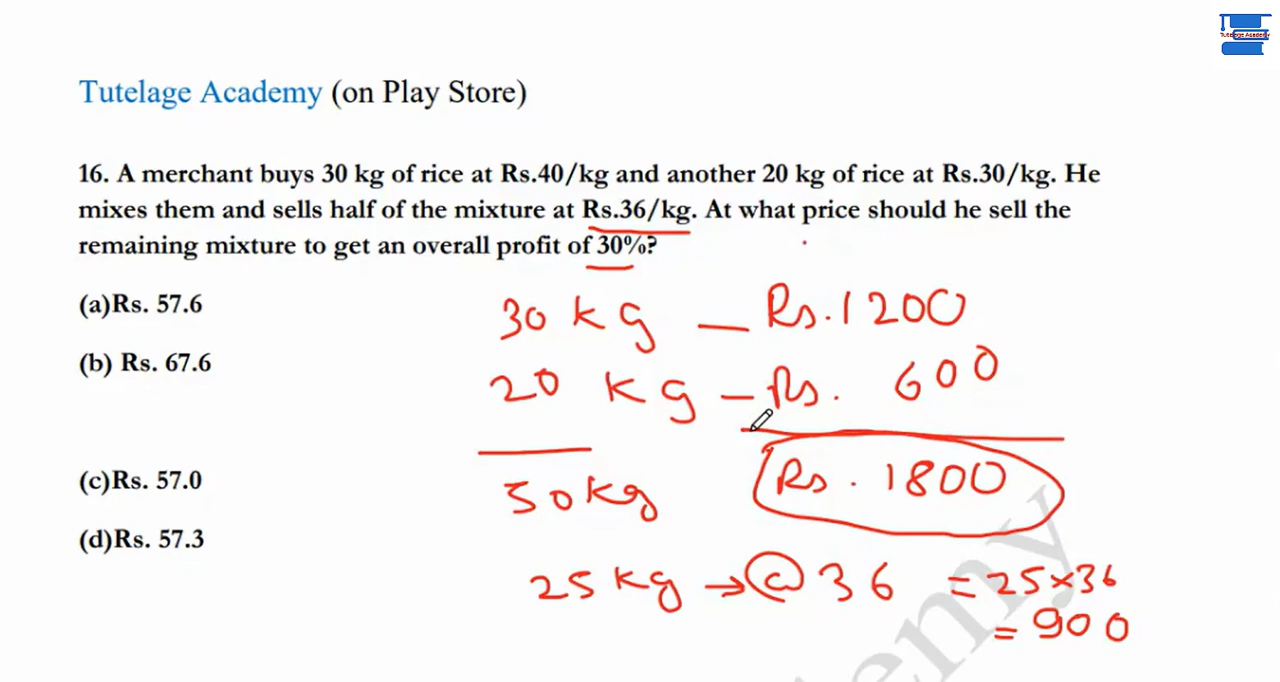 Tutelage Academy
Tutelage Academy (on Play Store)
16. A merchant buys 30 kg of rice at Rs.40/kg and another 20 kg of rice at Rs.30/kg. He
mixes them and sells half of the mixture at Rs.36/kg. At what price should he sell the
remaining mixture to get an overall profit of 30%?
(a)Rs. 57.6
(b) Rs. 67.6
(c)Rs. 57.0
(d)Rs. 57.3
30 kg — Rs. 1200
20 kg — Rs. 600
50kg Rs. 1800
25kg → @ 36 = 25×36
= 900
emy